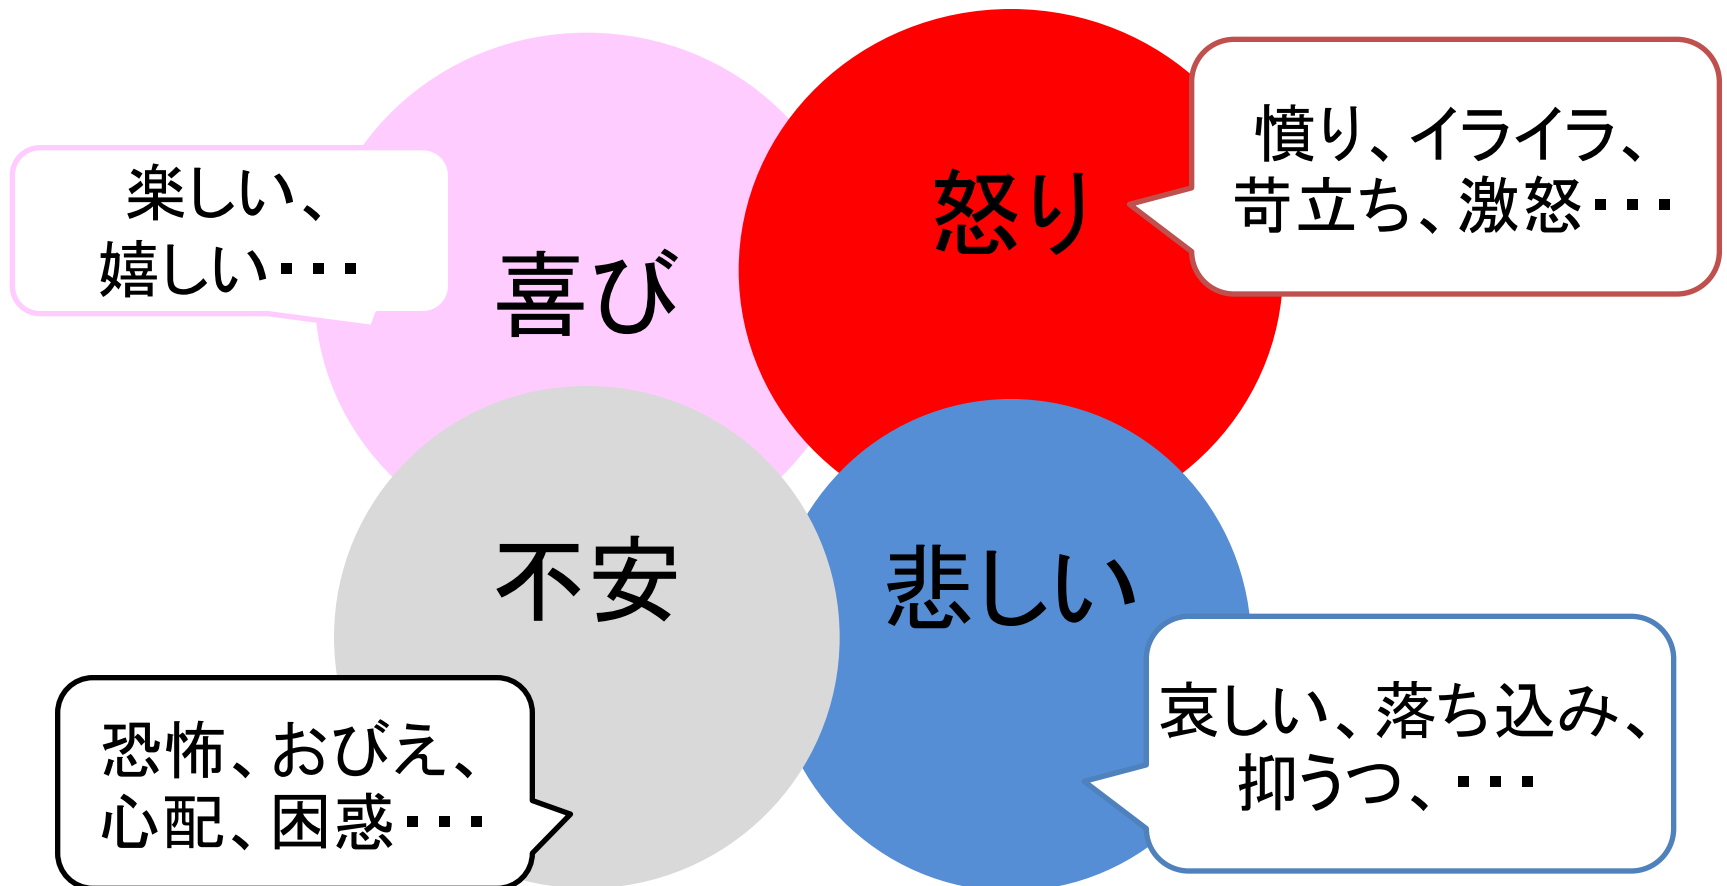 楽しい、
嬉しい・・・
喜び
怒り
憤り、イライラ、
苛立ち、激怒・・・
不安
恐怖、おびえ、
心配、困惑・・・
悲しい
哀しい、落ち込み、
抑うつ、・・・